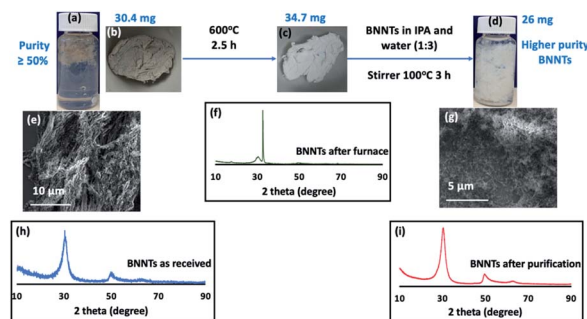 (a)
30.4 mg
(b)
Purity
≥ 50%
600°C
2.5 h
34.7 mg
(c)
BNNTs in IPA and
water (1:3)
Stirrer 100°C 3 h
(d)
26 mg
Higher purity
BNNTs
(e)
10 μm
(f)
BNNTs after furnace
10 30 50 70 90
2 theta (degree)
(g)
5 μm
(h)
BNNTs as received
10 30 50 70 90
2 theta (degree)
(i)
BNNTs after purification
10 30 50 70 90
2 theta (degree)